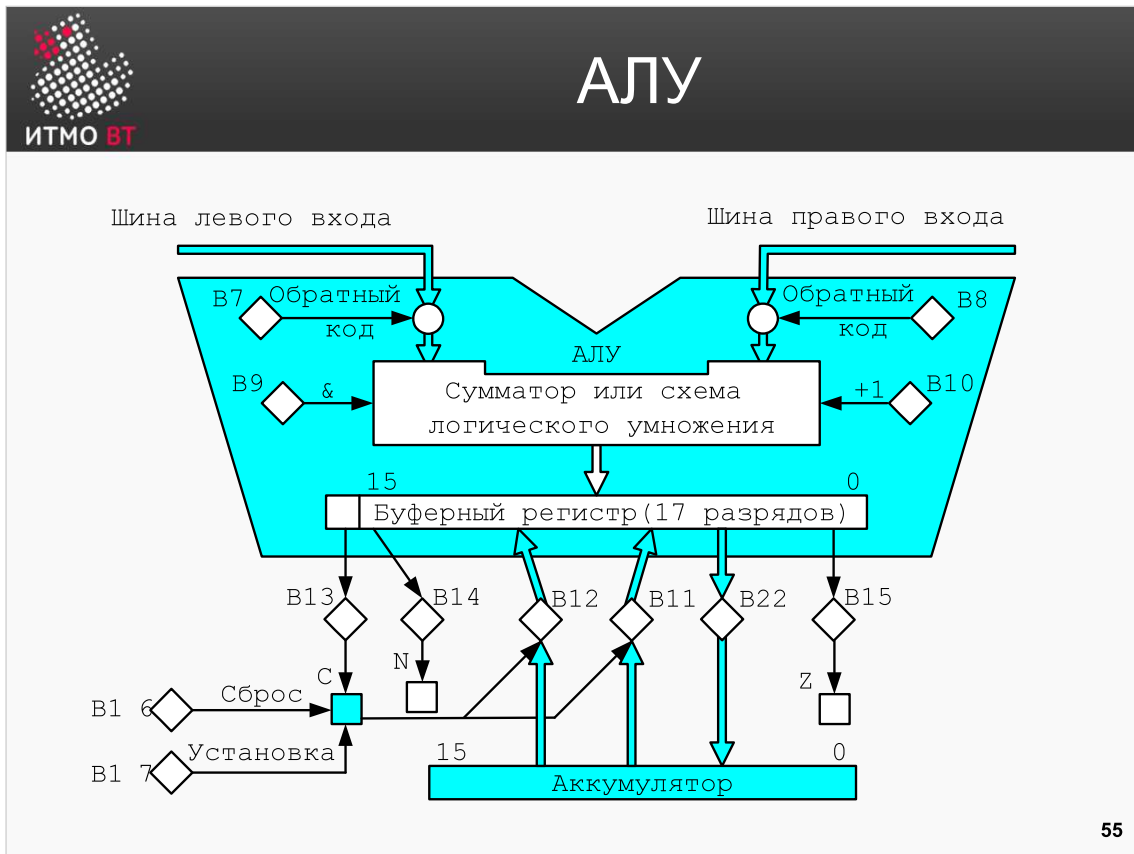 АЛУ
ИТМО ВТ
Шина левого входа
Шина правого входа
В7
Обратный
код
Обратный
код
В8
АЛУ
В9
&
Сумматор или схема
логического умножения
+1
В10
15
0
Буферный регистр(17 разрядов)
В13
В14
В12
В11
В22
В15
C
N
Z
В1 6
Сброс
В1 7
Установка
15
0
Аккумулятор
55